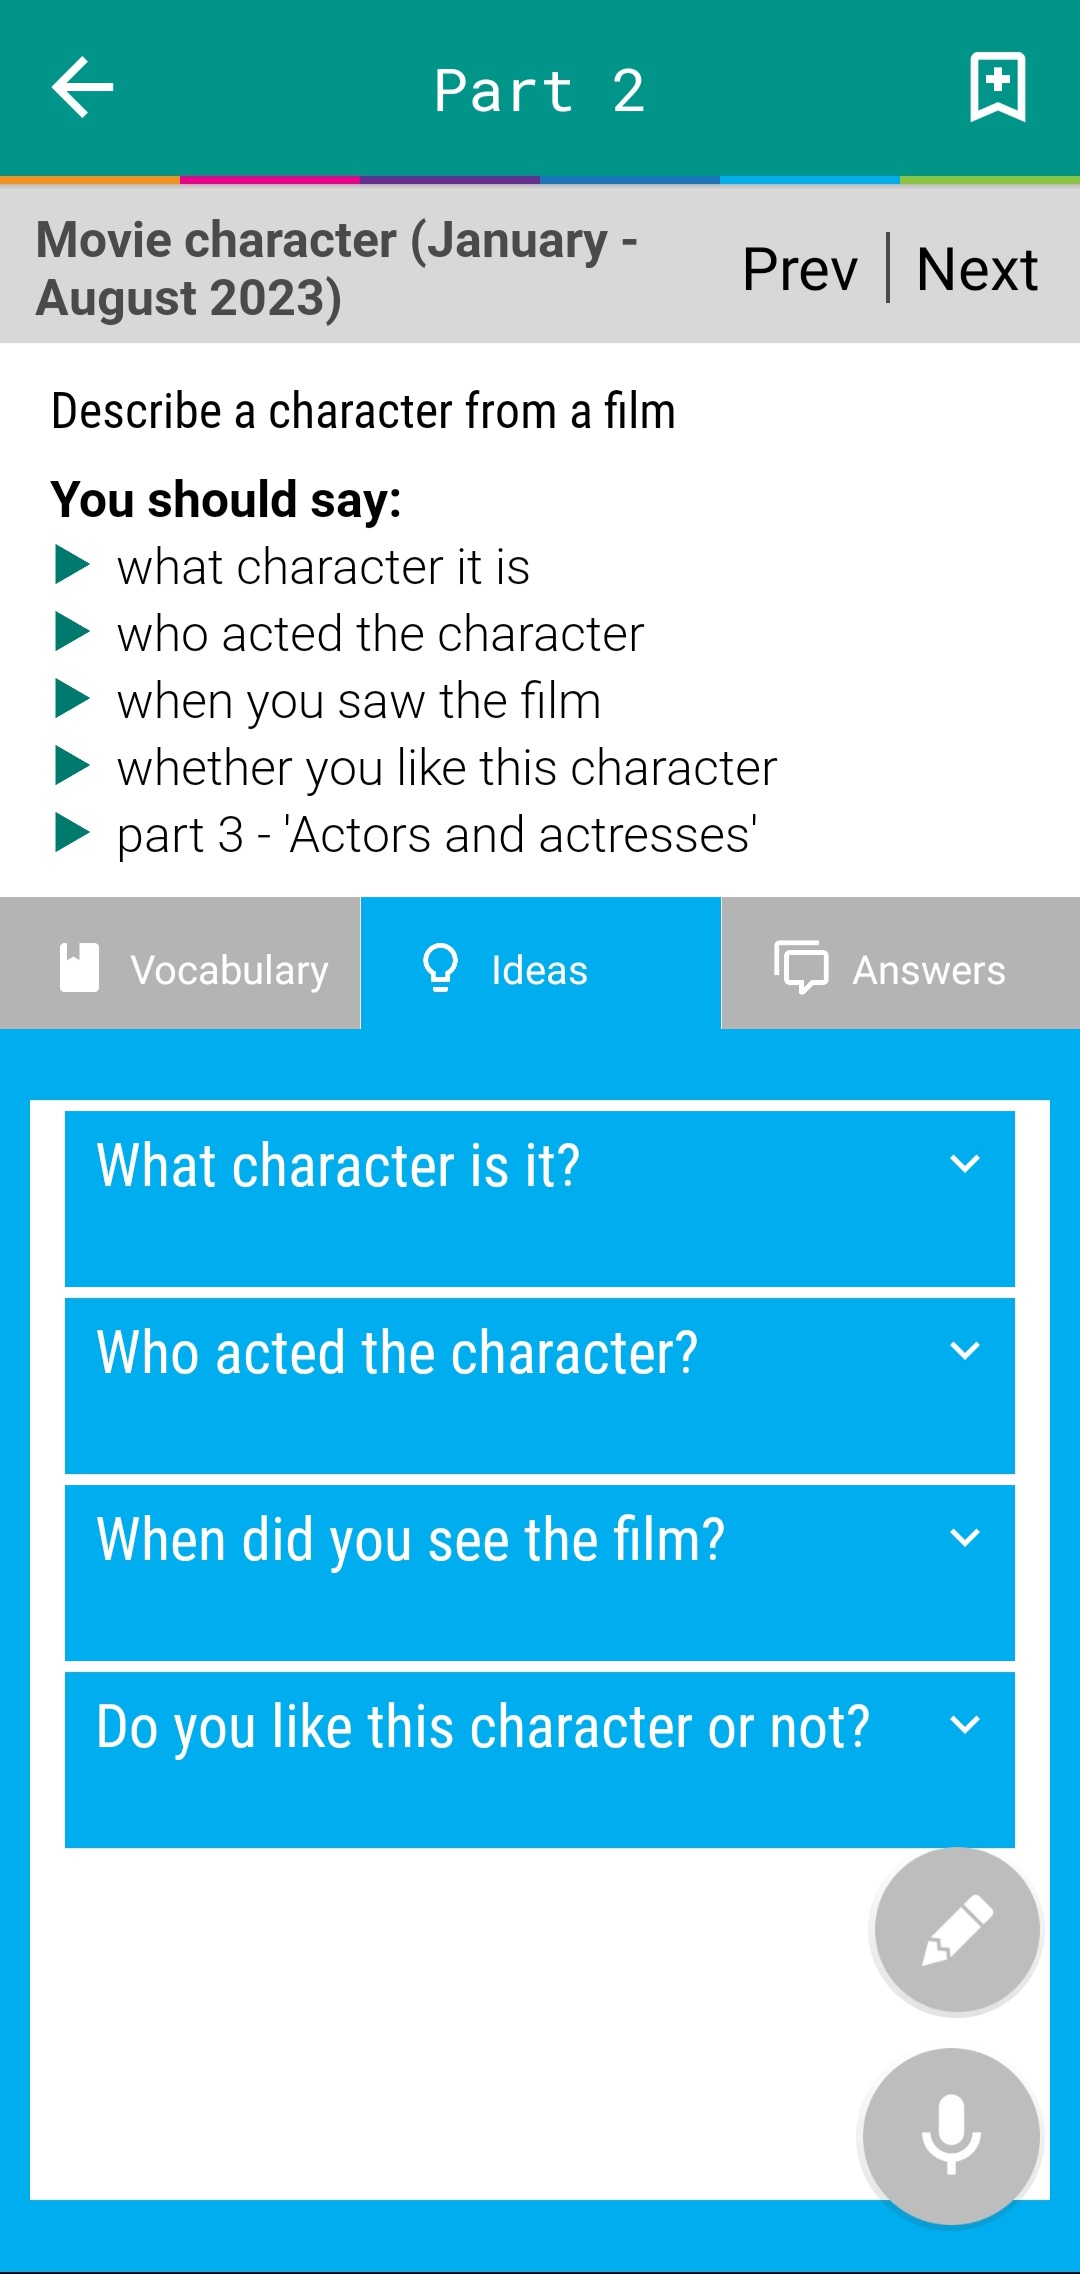 Part 2
Movie character (January -
August 2023)
Prev | Next
Describe a character from a film
You should say:
what character it is
who acted the character
when you saw the film
whether you like this character
part 3 - 'Actors and actresses'
Vocabulary
Ideas
Answers
What character is it?
Who acted the character?
When did you see the film?
Do you like this character or not?